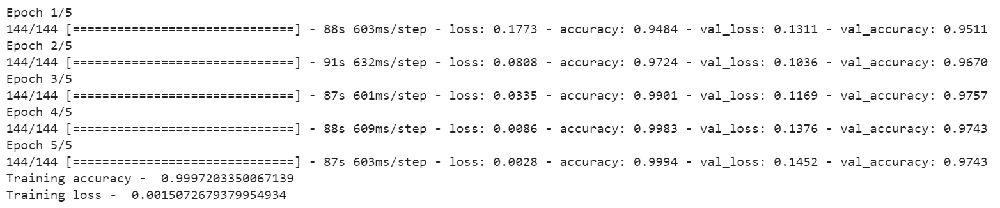 Epoch 1/5
144/144 [==============================] - 88s 603ms/step - loss: 0.1773 - accuracy: 0.9484 - val_loss: 0.1311 - val_accuracy: 0.9511
Epoch 2/5
144/144 [==============================] - 91s 632ms/step - loss: 0.0808 - accuracy: 0.9724 - val_loss: 0.1036 - val_accuracy: 0.9670
Epoch 3/5
144/144 [==============================] - 87s 601ms/step - loss: 0.0335 - accuracy: 0.9901 - val_loss: 0.1169 - val_accuracy: 0.9757
Epoch 4/5
144/144 [==============================] - 88s 609ms/step - loss: 0.0086 - accuracy: 0.9983 - val_loss: 0.1376 - val_accuracy: 0.9743
Epoch 5/5
144/144 [==============================] - 87s 603ms/step - loss: 0.0028 - accuracy: 0.9994 - val_loss: 0.1452 - val_accuracy: 0.9743
Training accuracy -  0.9997203350067139
Training loss -  0.0015072679379954934